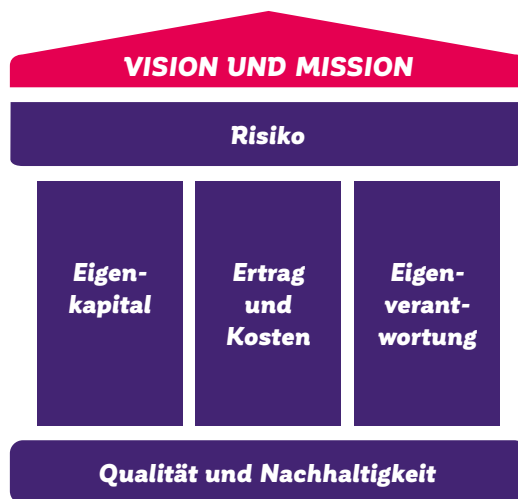 VISION UND MISSION
Risiko
Eigen-
kapital
Ertrag
und
Kosten
Eigen-
verant-
wortung
Qualität und Nachhaltigkeit